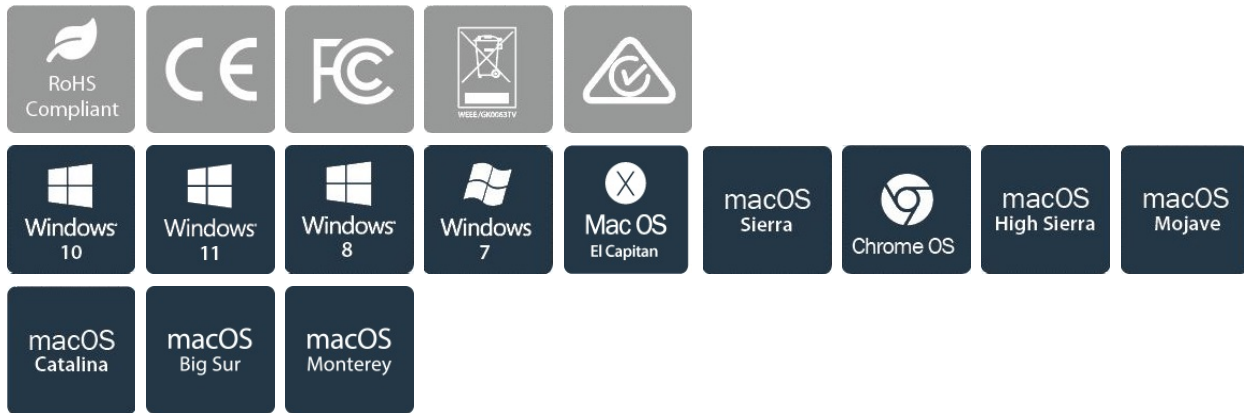 RoHS
Compliant
CE
FC
WEEE/GK0083TV
Windows
10
Windows
11
Windows
8
Windows
7
X
Mac OS
El Capitan
macOS
Sierra
Chrome OS
macOS
High Sierra
macOS
Mojave
macOS
Catalina
macOS
Big Sur
macOS
Monterey